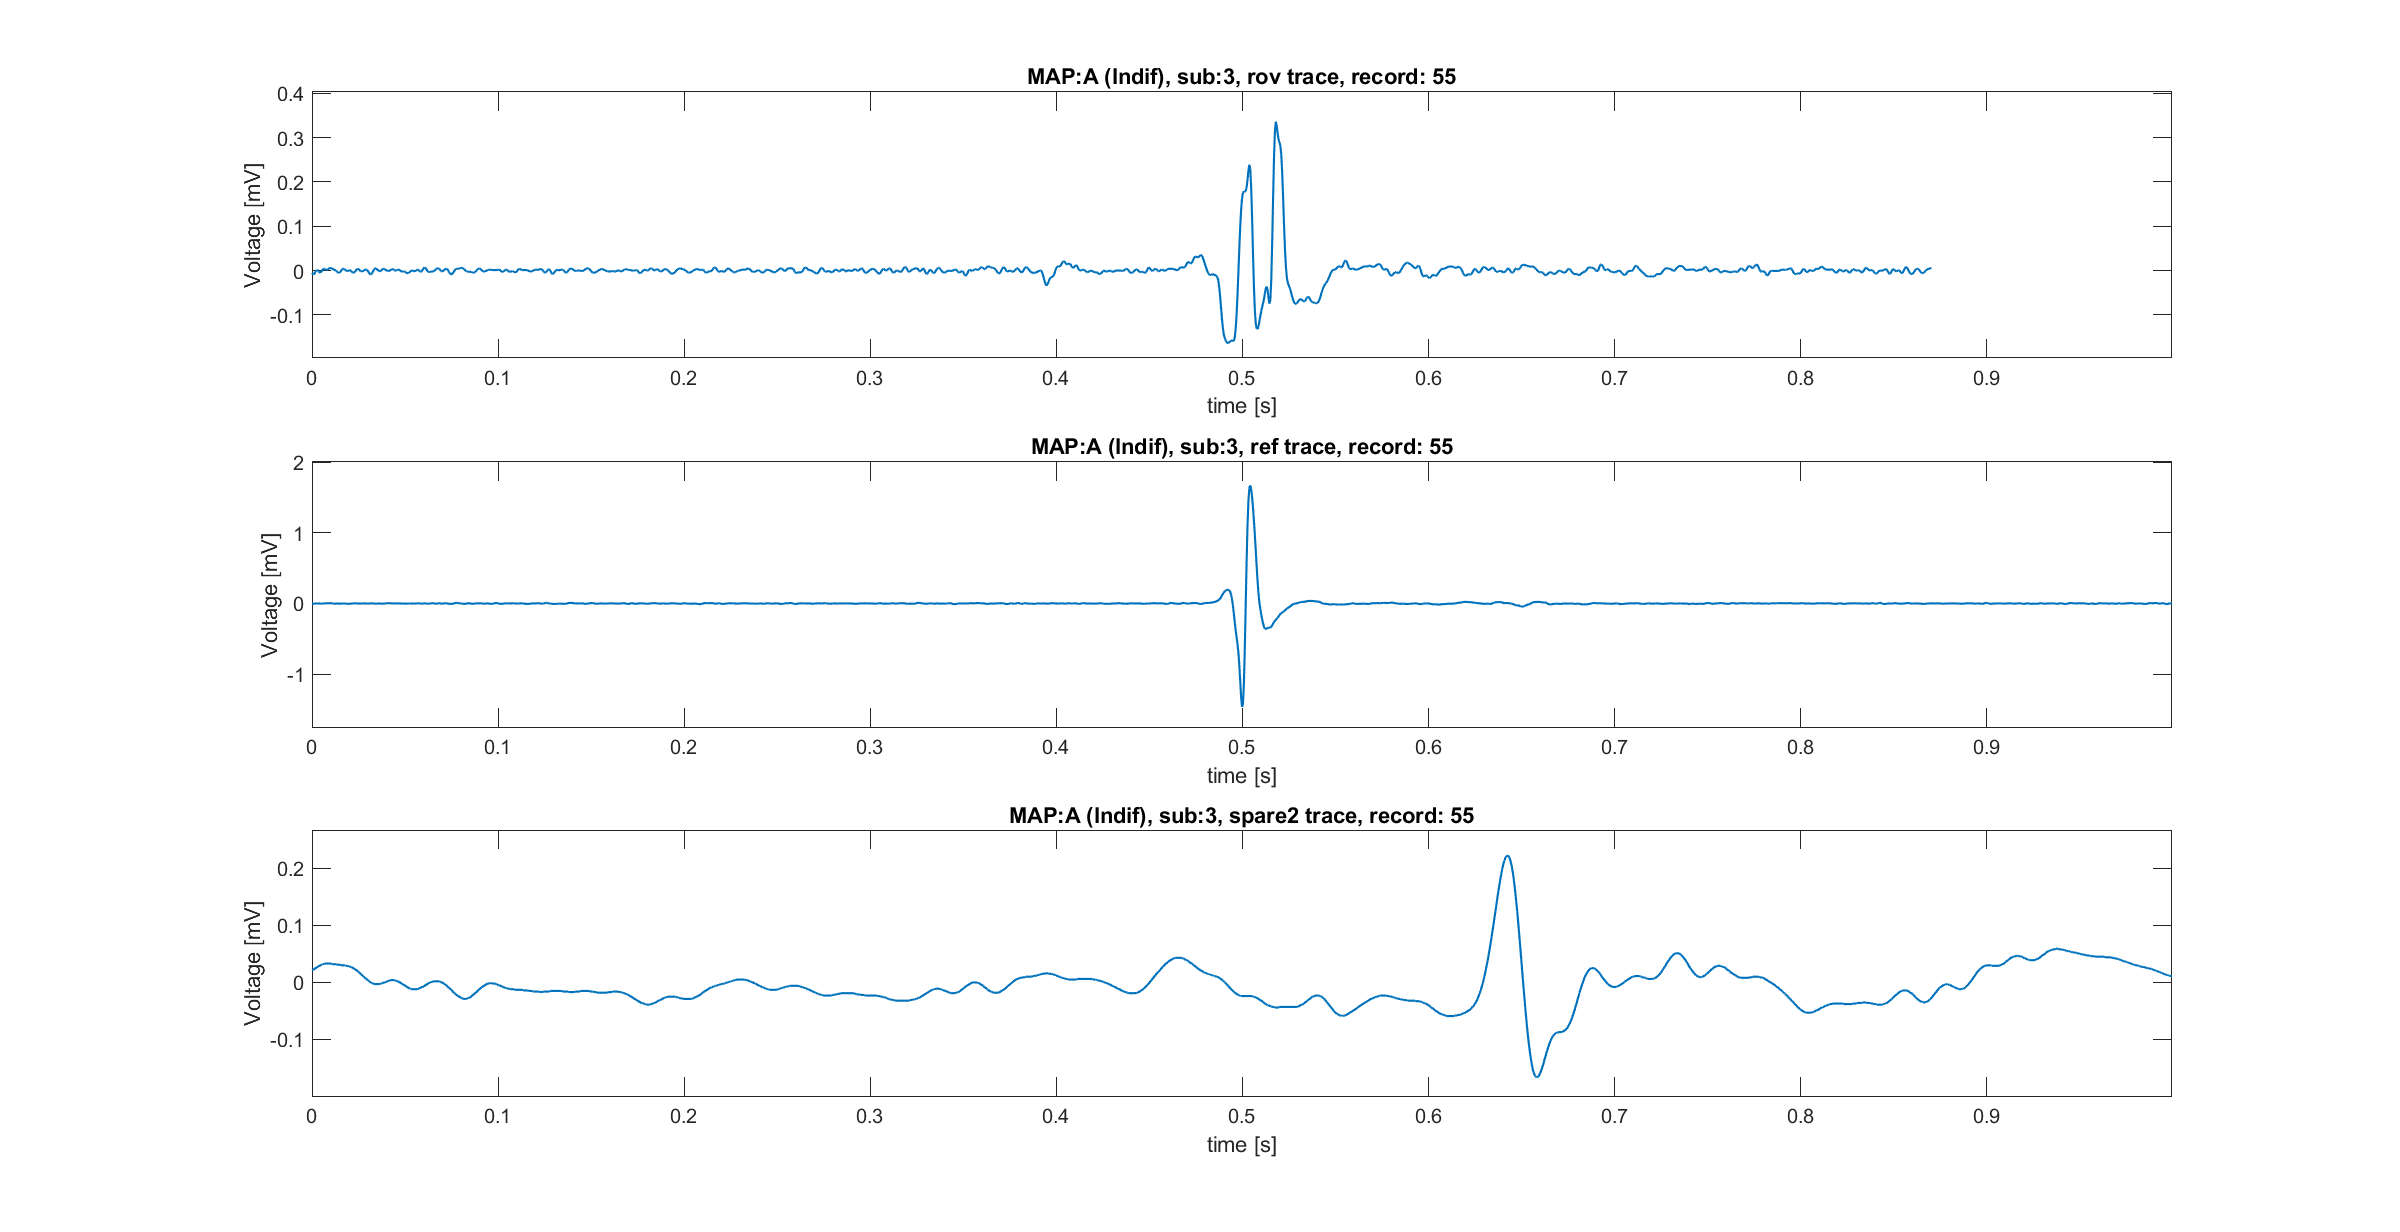 MAP:A (Indif), sub:3, rov trace, record: 55
0.4
0.3
0.2
0.1
0
-0.1
Voltage [mV]
0 0.1 0.2 0.3 0.4 0.5 0.6 0.7 0.8 0.9
time [s]
MAP:A (Indif), sub:3, ref trace, record: 55
2
1
0
-1
Voltage [mV]
0 0.1 0.2 0.3 0.4 0.5 0.6 0.7 0.8 0.9
time [s]
MAP:A (Indif), sub:3, spare2 trace, record: 55
0.2
0.1
0
-0.1
Voltage [mV]
0 0.1 0.2 0.3 0.4 0.5 0.6 0.7 0.8 0.9
time [s]